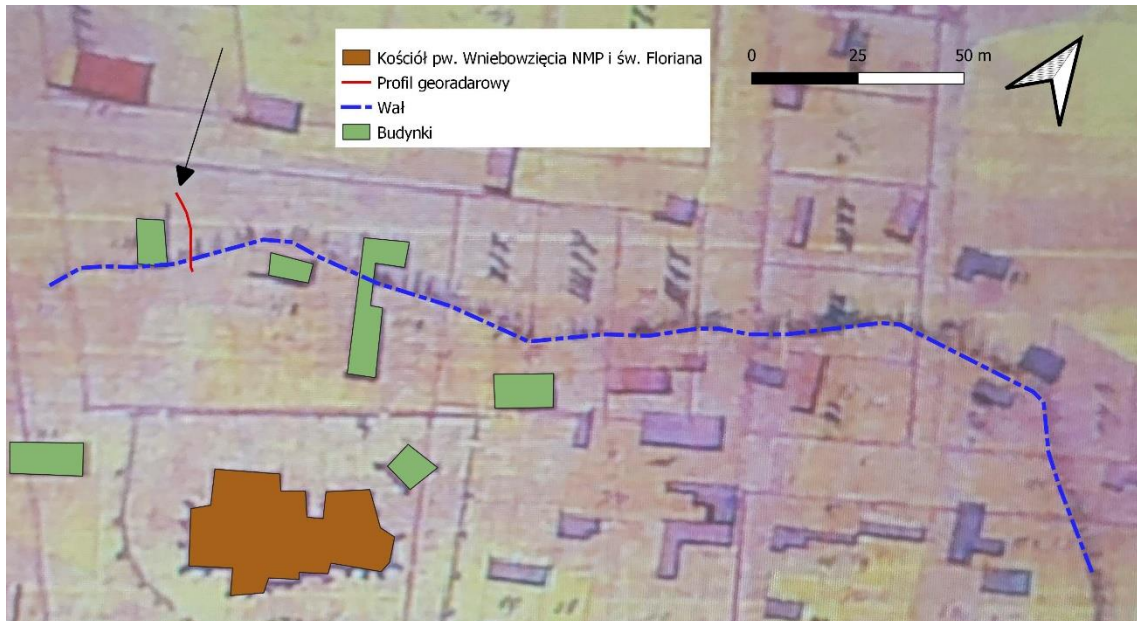 Kościół pw. Wniebowzięcia NMP i św. Floriana
Profil georadarowy
Wał
Budynki
0 25 50 m